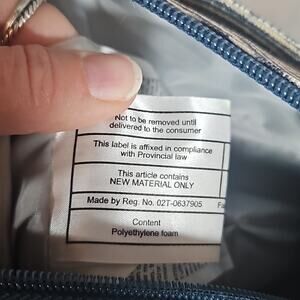 Not to be removed until
delivered to the consumer
This label is affixed in compliance
with Provincial law
This article contains
NEW MATERIAL ONLY
Made by Reg. No. 02T-0637905
Content
Polyethylene foam